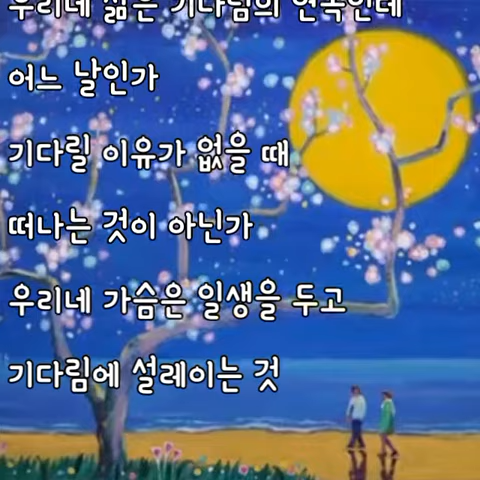 우리네 삶은 기다림의 연속인데
어느 날인가
기다릴 이유가 없을 때
떠나는 것이 아닌가
우리네 가슴은 일생을 두고
기다림에 설레이는 것